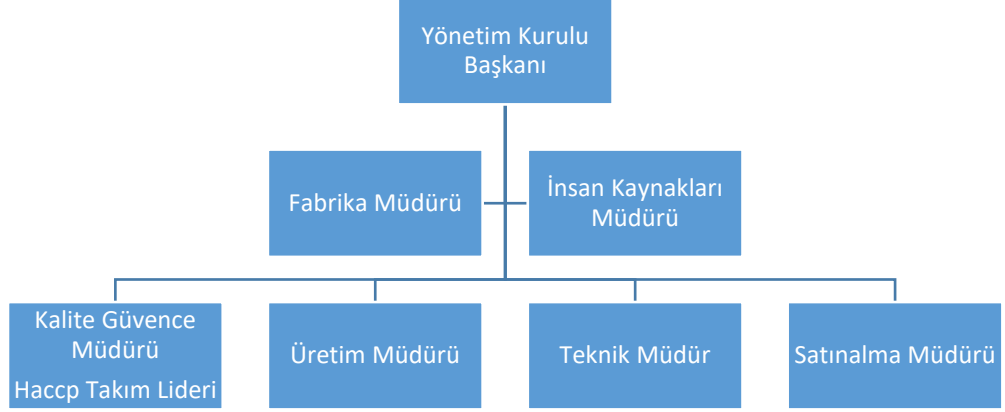 Yönetim Kurulu
Başkanı
Fabrika Müdürü
İnsan Kaynakları
Müdürü
Kalite Güvence
Müdürü
Haccp Takım Lideri
Üretim Müdürü
Teknik Müdür
Satınalma Müdürü